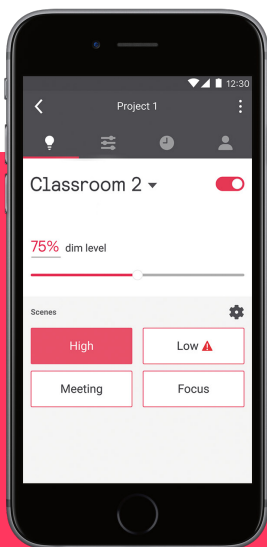 12:30
Project 1
Classroom 2
75% dim level
Scenes
High
Low
Meeting
Focus